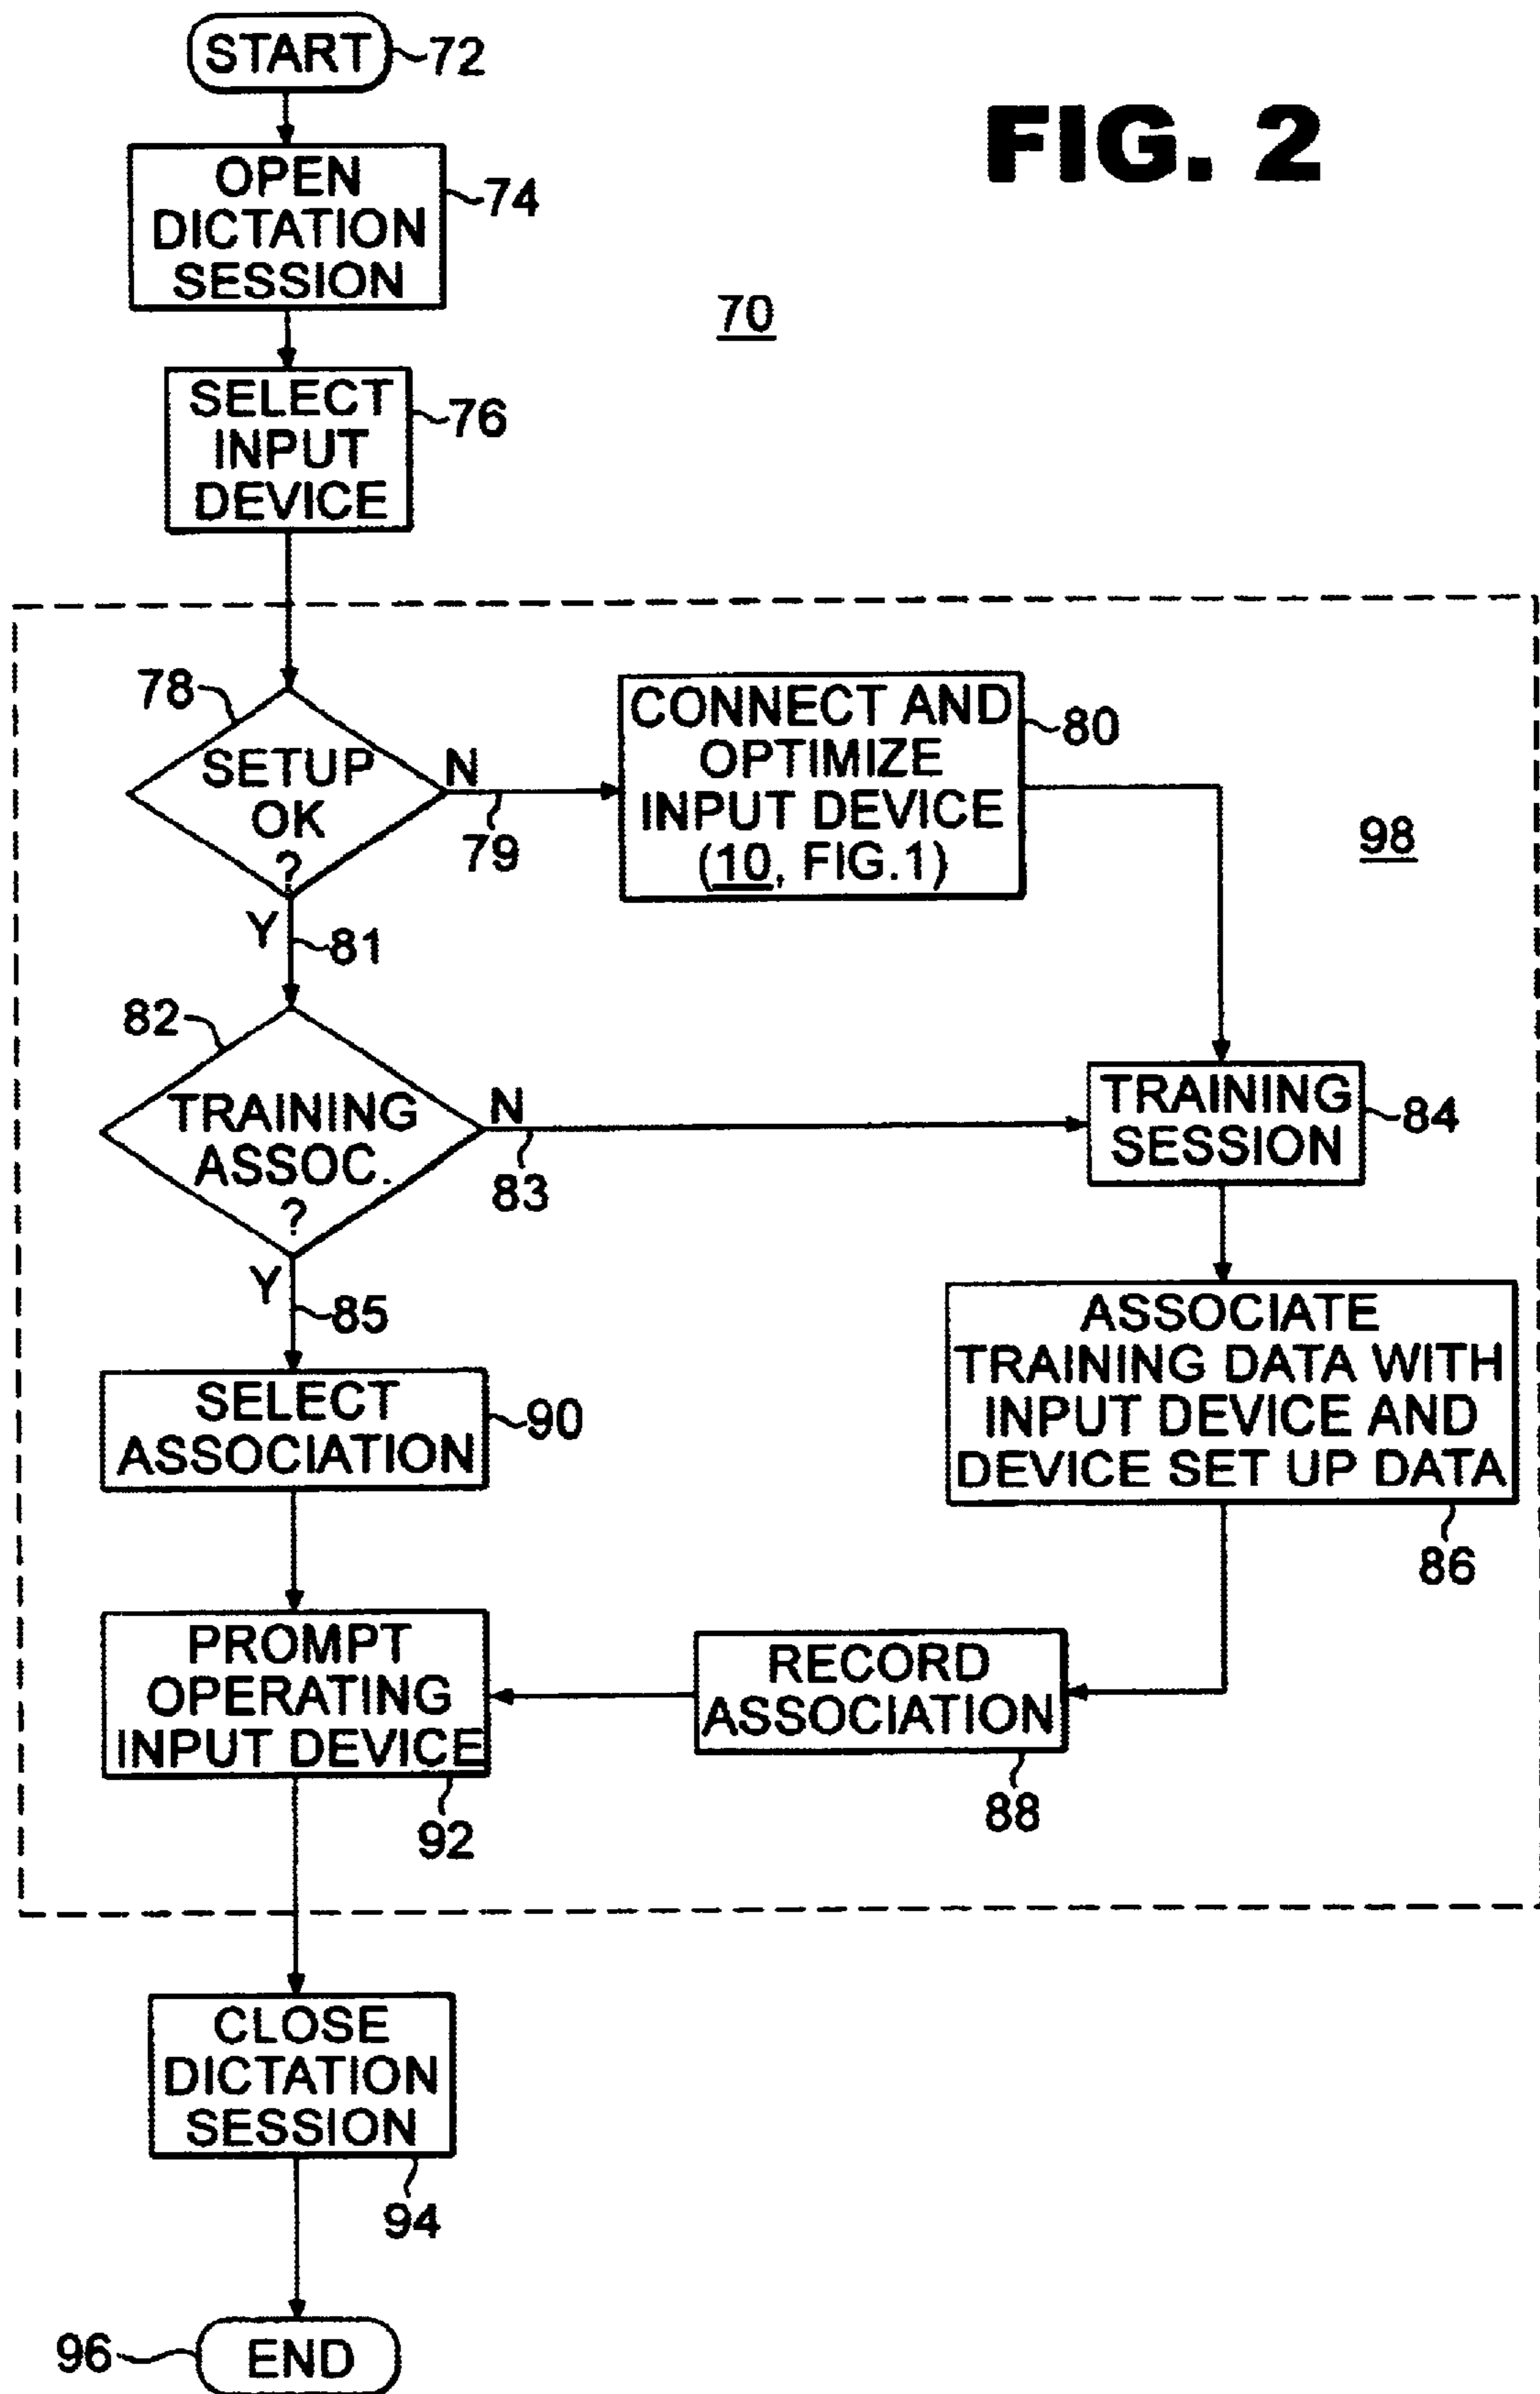 START
72
FIG. 2
OPEN
DICTATION
SESSION
74
70
SELECT
INPUT
DEVICE
76
78
SETUP
OK
?
N
79
CONNECT AND
OPTIMIZE
INPUT DEVICE
(10, FIG.1)
80
98
Y
81
82
TRAINING
ASSOC.
?
N
83
TRAINING
SESSION
84
Y
85
ASSOCIATE
TRAINING DATA WITH
INPUT DEVICE AND
DEVICE SET UP DATA
86
SELECT
ASSOCIATION
90
PROMPT
OPERATING
INPUT DEVICE
92
RECORD
ASSOCIATION
88
CLOSE
DICTATION
SESSION
94
96
END